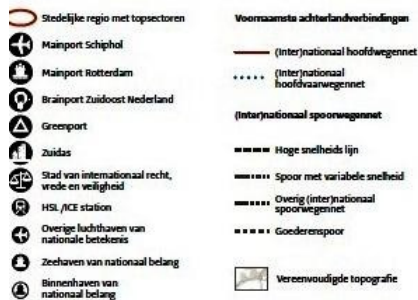 Stedelijke regio met topsectoren
Mainport Schiphol
Mainport Rotterdam
Brainport Zuidoost Nederland
Greenport
Zuidas
Stad van internationaal recht,
vrede en veiligheid
HSL /ICE station
Overige luchthaven van
nationale betekenis
Zeehaven van nationaal belang
Binnenhaven van
nationaal belang
Voornaamste achterlandverbindingen
(Inter)nationaal hoofdwegennet
(Inter)nationaal
hoofdvaarwegennet
(Inter)nationaal spoorwegennet
Hoge snelheids lijn
Spoor met variabele snelheid
Overig (inter)nationaal
spoorwegennet
Goederenspoor
Vereenvoudigde topografie